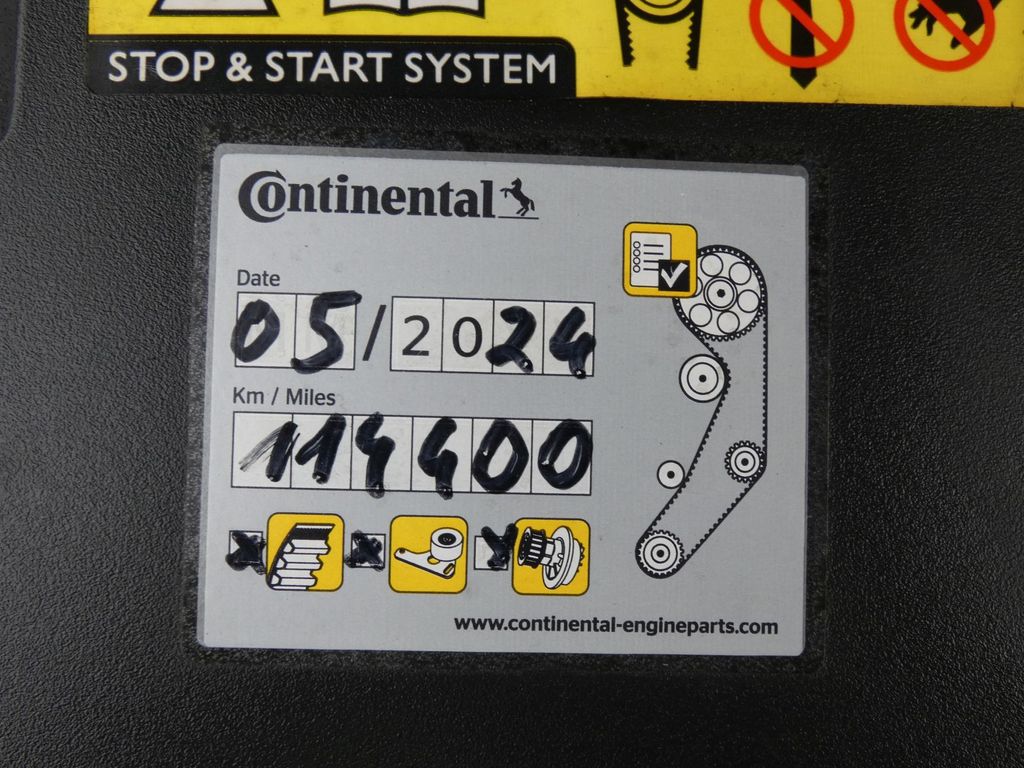 STOP & START SYSTEM
Continental
Date
05/2024
Km / Miles
114400
www.continental-engineparts.com